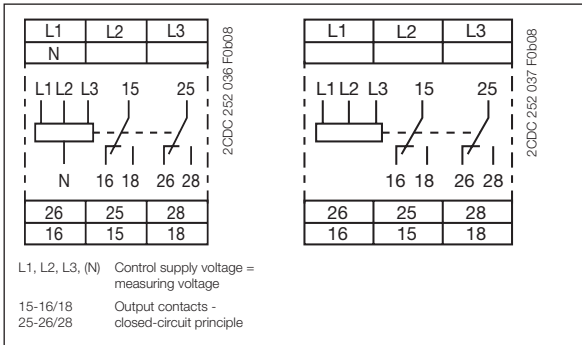 L1 L2 L3
N
L1 L2 L3 15 25
N 16 18 26 28
26 25 28
16 15 18
2CDC 252 036 F0b08
L1 L2 L3
L1 L2 L3 15 25
16 18 26 28
26 25 28
16 15 18
2CDC 252 037 F0b08
L1, L2, L3, (N) Control supply voltage =
measuring voltage
15-16/18 Output contacts -
25-26/28 closed-circuit principle